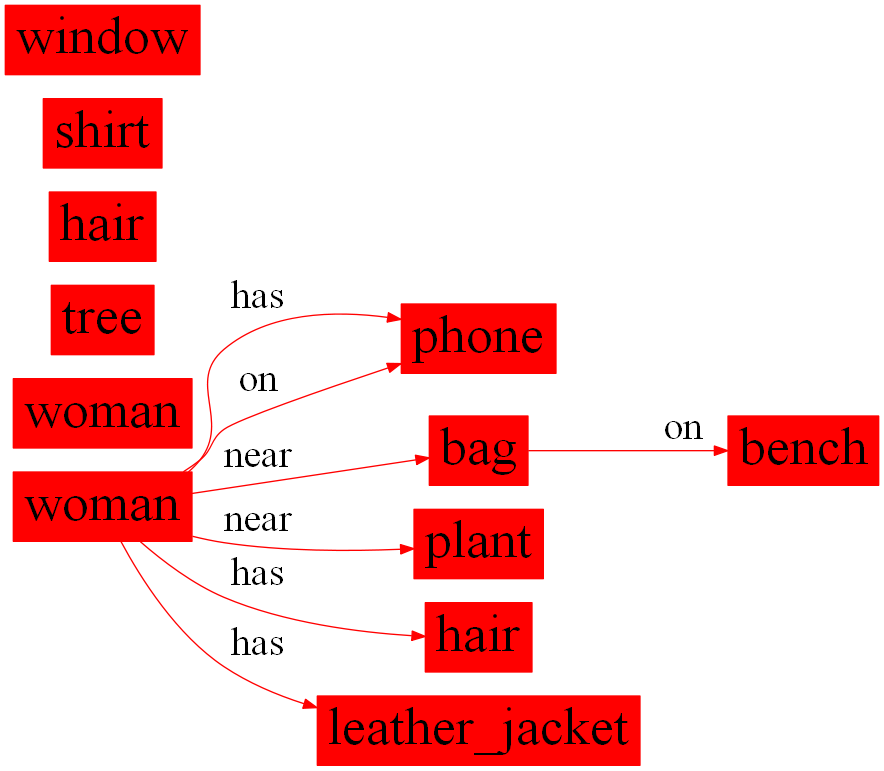 window
shirt
hair
tree
has
phone
woman
on
near
bag
on
bench
woman
near
plant
has
hair
has
leather_jacket